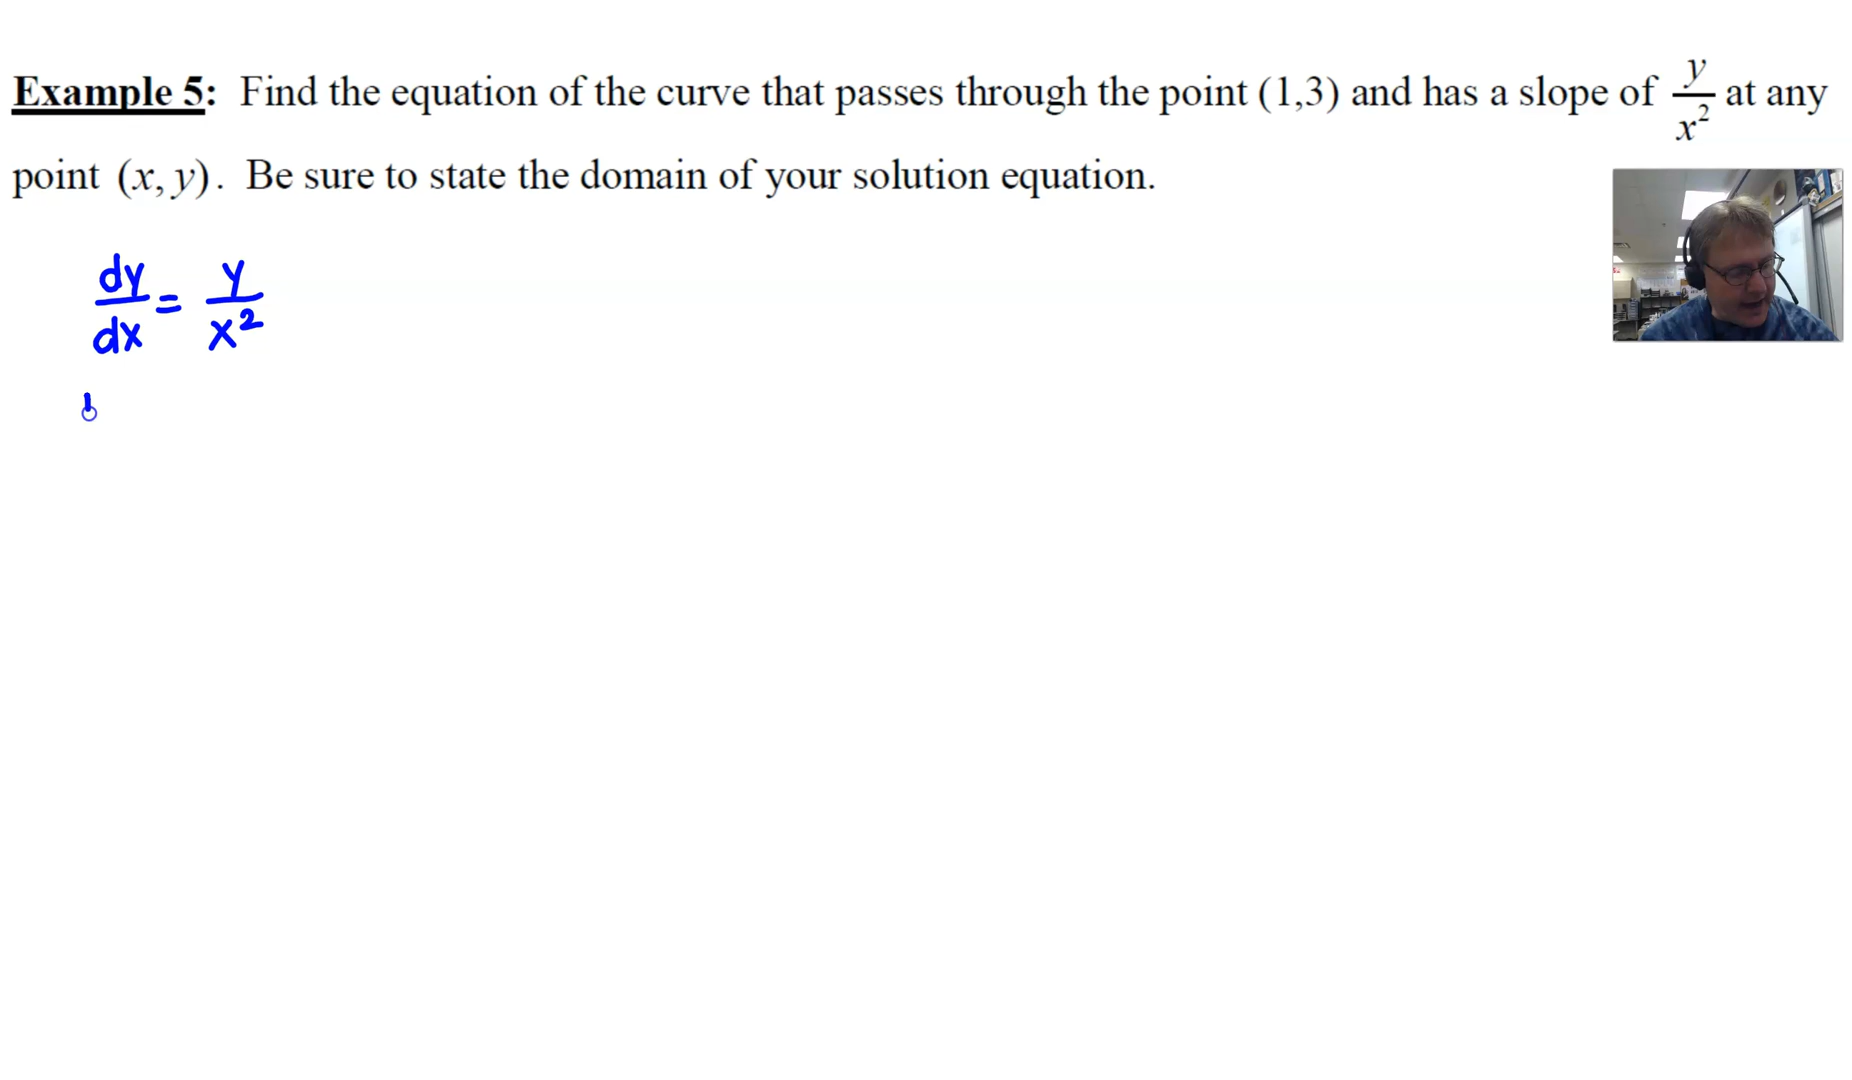 Example 5: Find the equation of the curve that passes through the point (1,3) and has a slope of y/x² at any
point (x, y). Be sure to state the domain of your solution equation.
dy/dx = y/x²